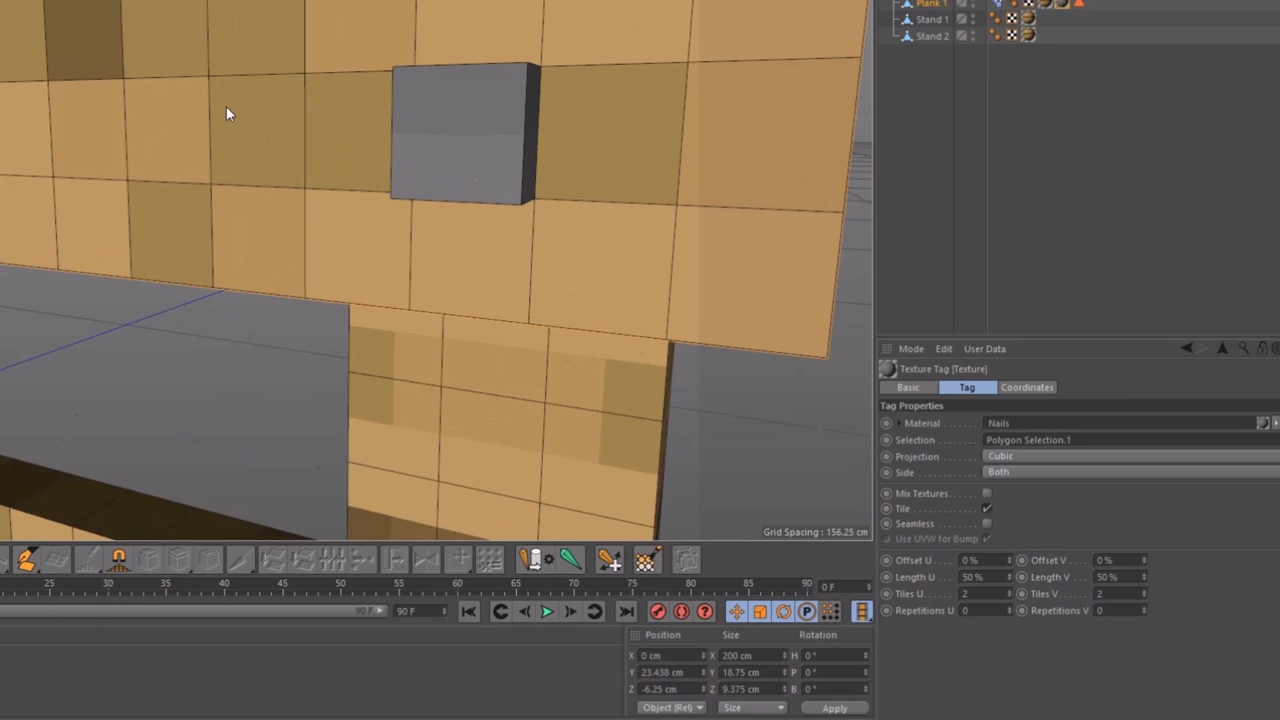 Plank 1
Stand 1
Stand 2
Grid Spacing : 156.25 cm
Mode Edit User Data
Texture Tag [Texture]
Basic Tag Coordinates
Tag Properties
Material . . . . . . . Nails
Selection . . . . . . Polygon Selection.1
Projection . . . . . Cubic
Side . . . . . . . . . . Both
Mix Textures. . . . .
Tile . . . . . . . . . . .
Seamless . . . . . .
Use UVW for Bump
Offset U . . 0 % Offset V . . 0 %
Length U . 50 % Length V . 50 %
Tiles U. . . . 2 Tiles V. . . . 2
Repetitions U 0 Repetitions V 0
25 30 35 40 45 50 55 60 65 70 75 80 85 90 0 F
90 F 90 F
Position Size Rotation
X 0 cm X 200 cm H 0 °
Y 23.438 cm Y 18.75 cm P 0 °
Z -6.25 cm Z 9.375 cm B 0 °
Object (Rel) Size Apply